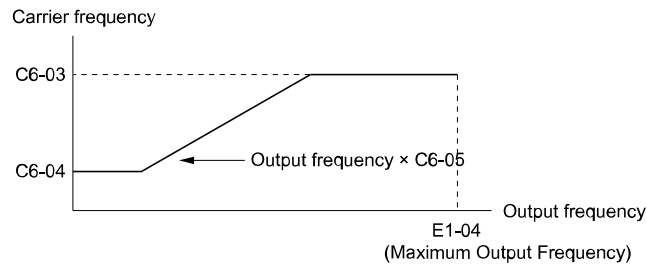 Carrier frequency
C6-03
Output frequency × C6-05
C6-04
Output frequency
E1-04
(Maximum Output Frequency)